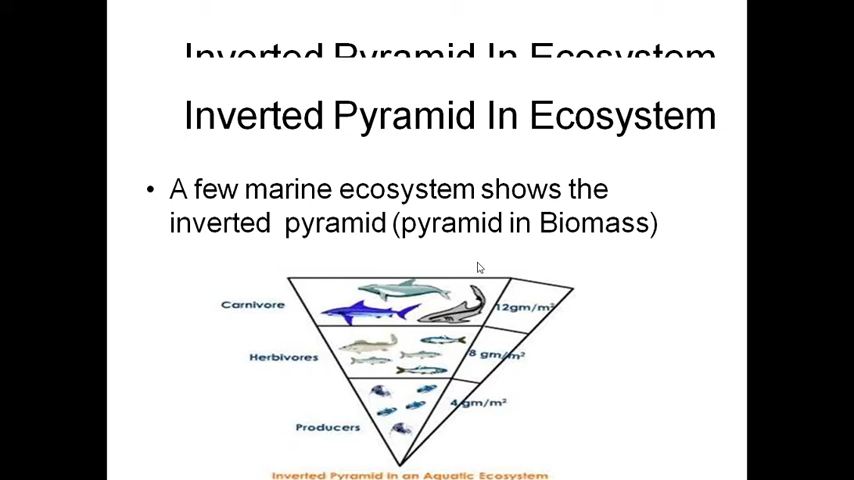 Inverted Pyramid In Ecosystem
Inverted Pyramid In Ecosystem
• A few marine ecosystem shows the
inverted pyramid (pyramid in Biomass)
Carnivore
12gm/m²
Herbivores
8 gm/m²
4 gm/m²
Producers
Inverted Pyramid in an Aquatic Ecosystem